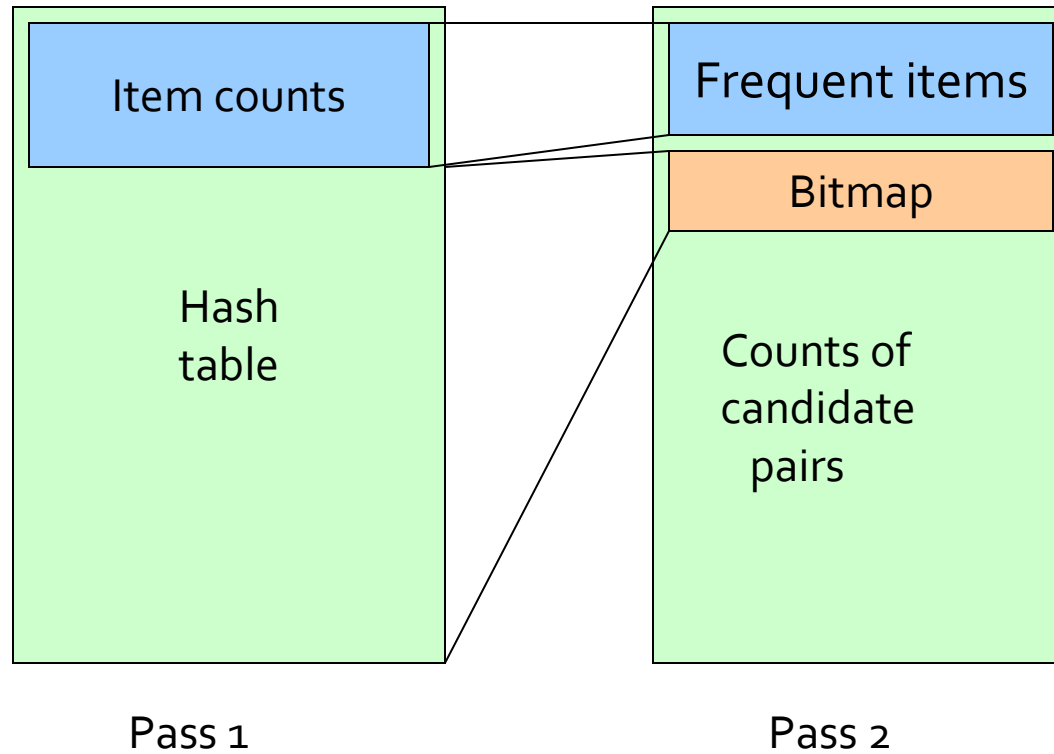 Item counts
Hash
table
Pass 1
Frequent items
Bitmap
Counts of
candidate
pairs
Pass 2